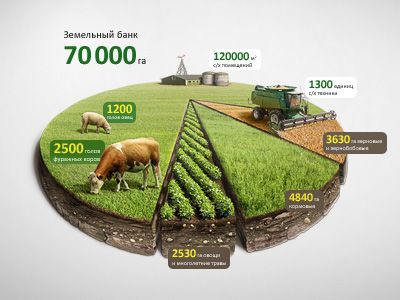 Земельный банк
70 000 га
120000 м²
с/х помещений
1300 единиц
с/х техники
1200
голов овец
2500 голов
фуражных коров
3630 га зерновые
и зернобобовые
4840 га
кормовые
2530 га овощи
и многолетние травы